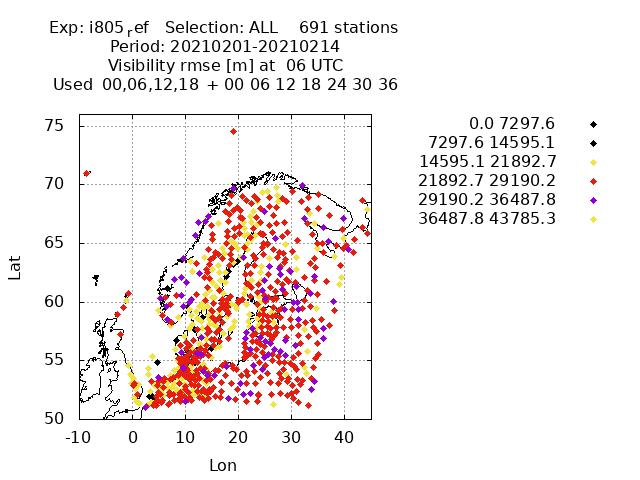 Exp: i805ref Selection: ALL 691 stations
Period: 20210201-20210214
Visibility rmse [m] at 06 UTC
Used 00,06,12,18 + 00 06 12 18 24 30 36
0.0 7297.6
7297.6 14595.1
14595.1 21892.7
21892.7 29190.2
29190.2 36487.8
36487.8 43785.3
75
70
65
60
55
50
Lat
-10 0 10 20 30 40
Lon